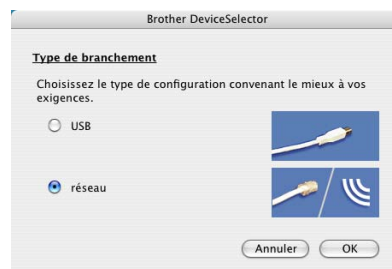 Brother DeviceSelector
Type de branchement
Choisissez le type de configuration convenant le mieux à vos
exigences.
USB
réseau
Annuler
OK